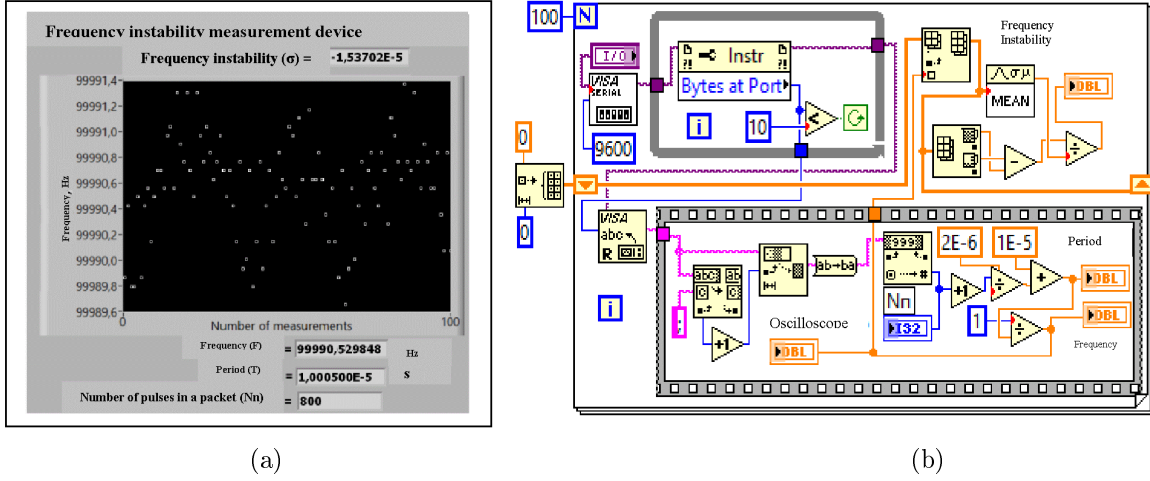 Frequency instability measurement device
Frequency instability (σ) = -1,53702E-5
99991,4
99991,2
99991,0
99990,8
99990,6
99990,4
99990,2
99990,0
99989,8
99989,6
Frequency, Hz
0 100
Number of measurements
Frequency (F) = 99990,529848 Hz
Period (T) = 1,000500E-5 S
Number of pulses in a packet (Nn) = 800
(a)
100 N
I/O
VISA
SERIAL
9600
Instr
Bytes at Port
i
10
<
Frequency
Instability
σμ
MEAN
DBL
-
÷
0
0
VISA
abc
R
i
abc ab
C C
;
+1
ab→ba
Oscilloscope
DBL
999
#
Nn
I32
+1
2E-6
÷
1E-5
+
Period
DBL
1
÷
DBL
Frequency
(b)